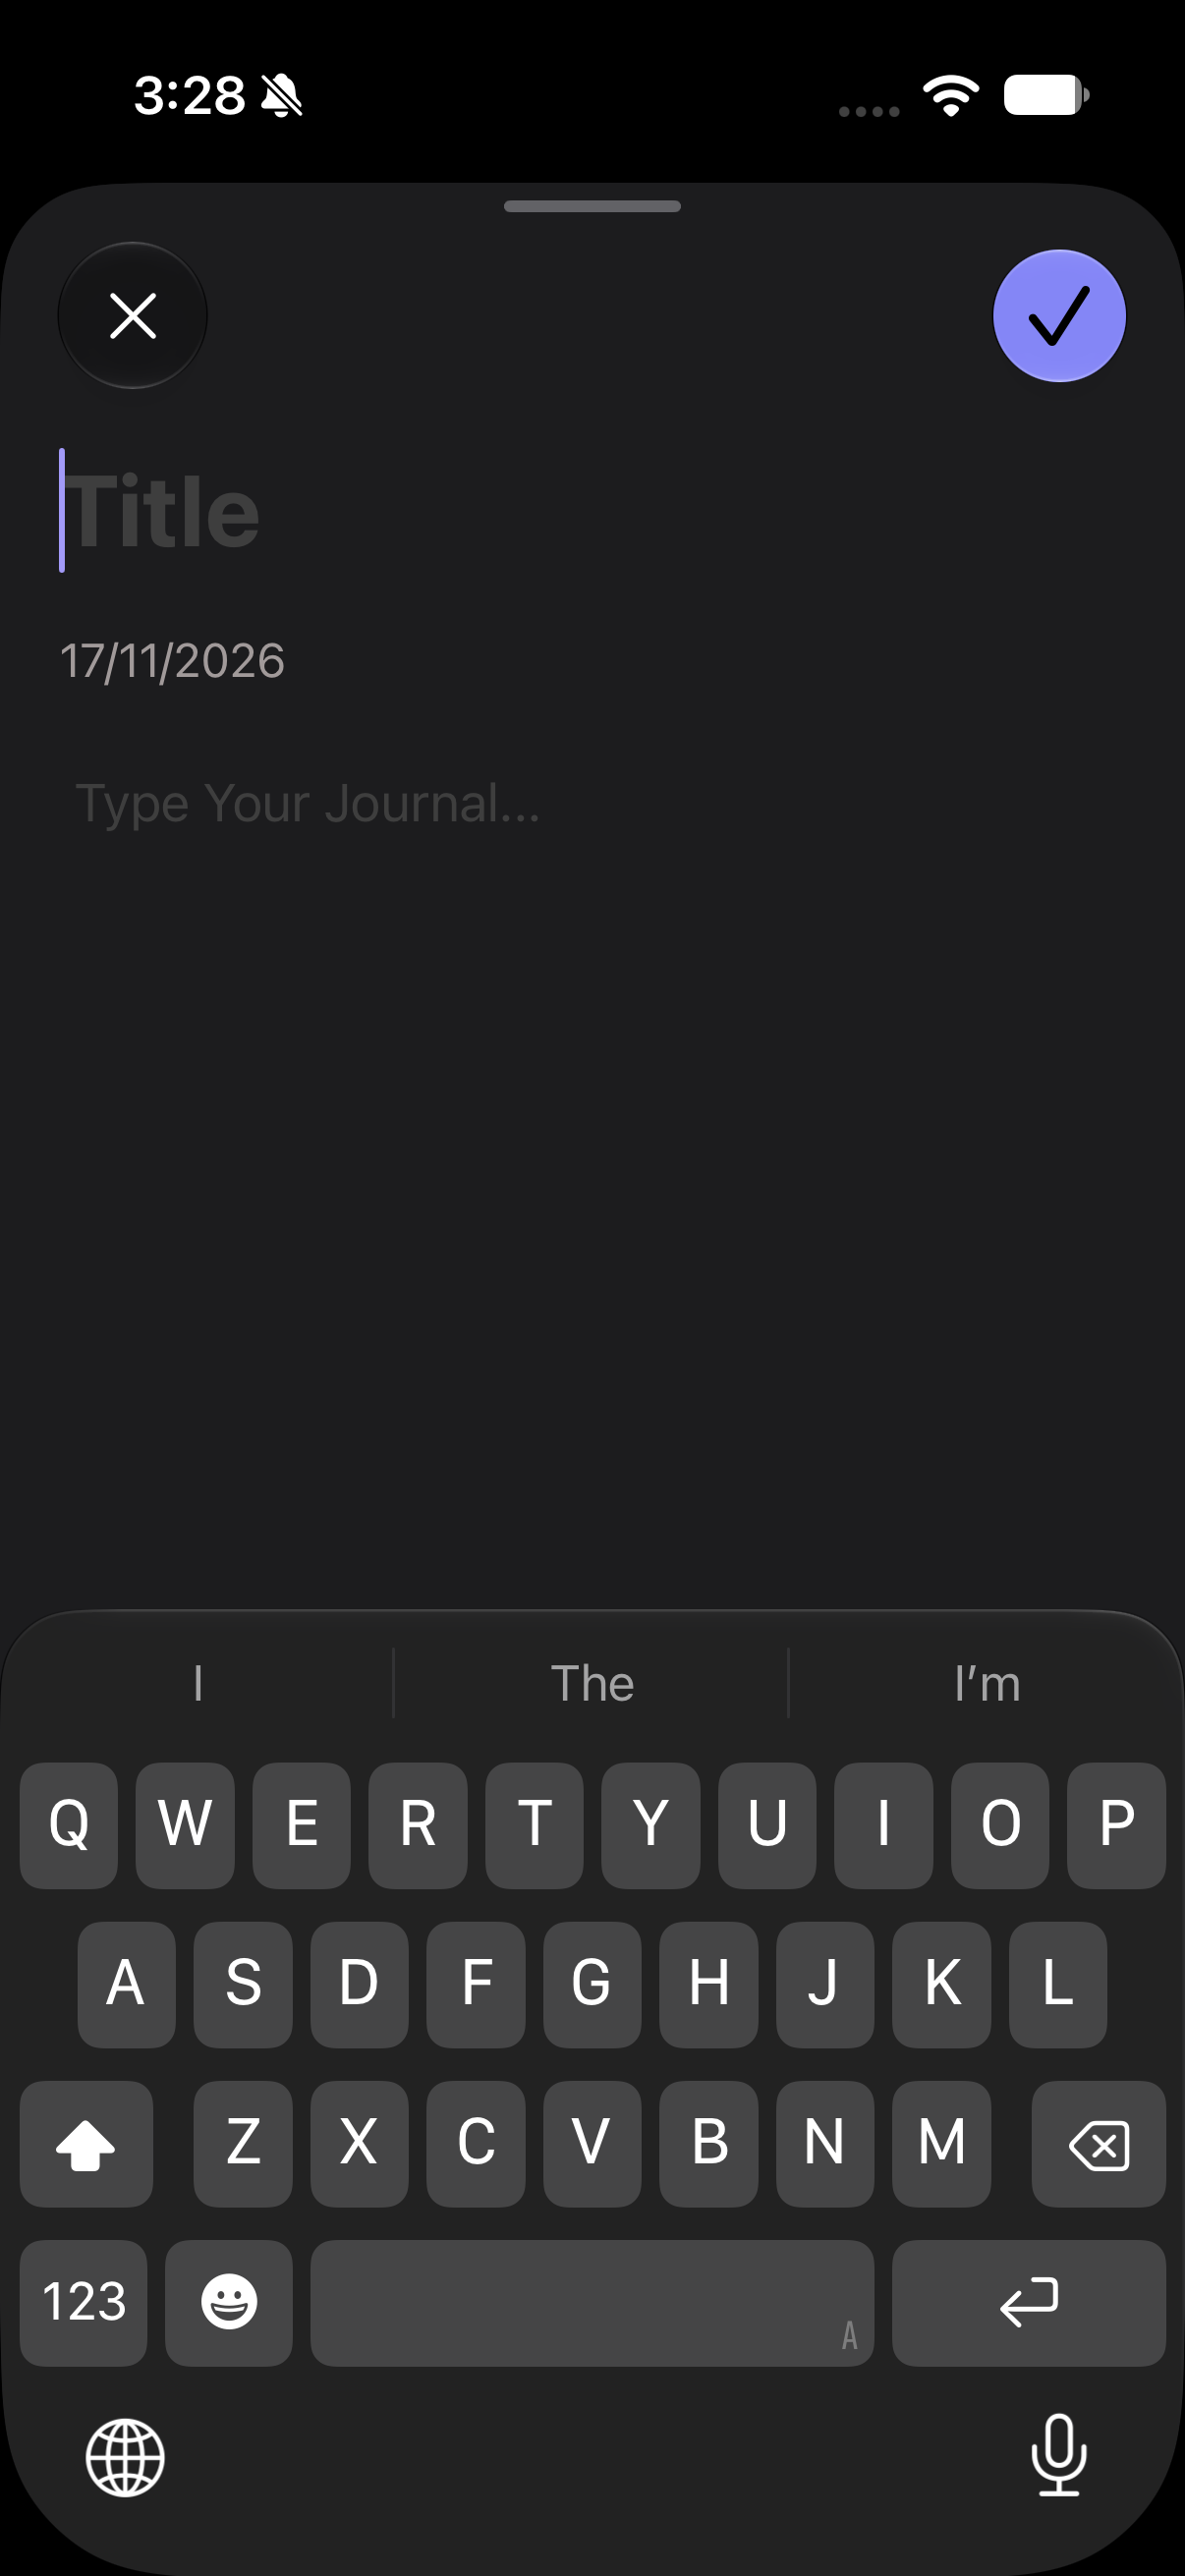 3:28
Title
17/11/2026
Type Your Journal...
I The I'm
Q W E R T Y U I O P
A S D F G H J K L
Z X C V B N M
123
A